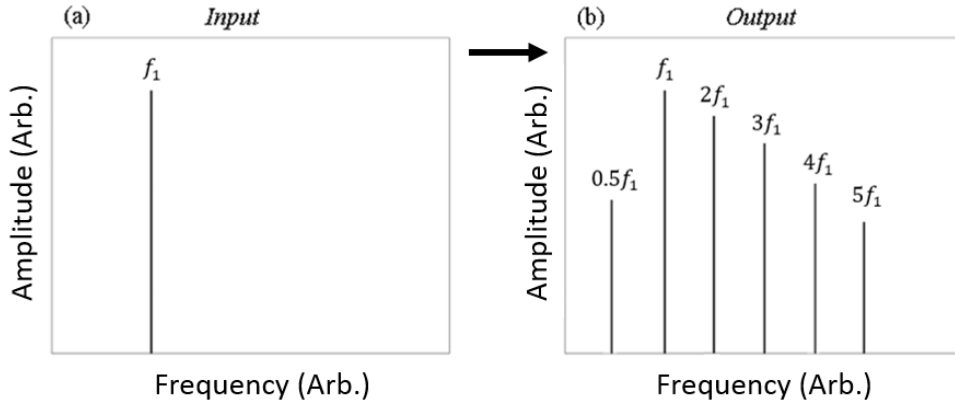 (a) Input
Amplitude (Arb.)
f₁
Frequency (Arb.)
(b) Output
Amplitude (Arb.)
0.5f₁
f₁
2f₁
3f₁
4f₁
5f₁
Frequency (Arb.)